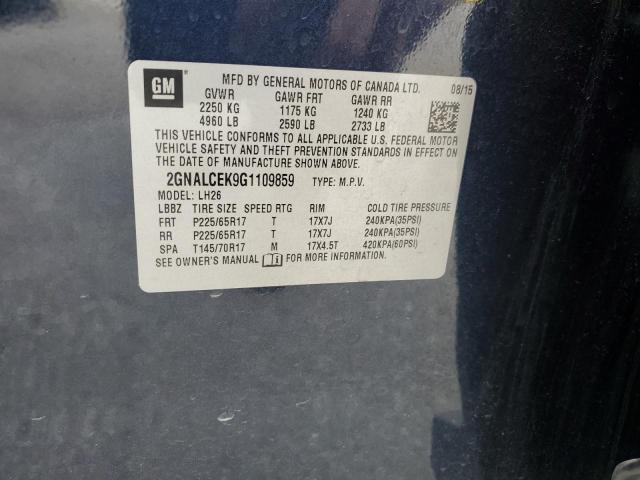 GM
MFD BY GENERAL MOTORS OF CANADA LTD. 08/15
GVWR GAWR FRT GAWR RR
2250 KG 1175 KG 1240 KG
4960 LB 2590 LB 2733 LB
THIS VEHICLE CONFORMS TO ALL APPLICABLE U.S. FEDERAL MOTOR
VEHICLE SAFETY AND THEFT PREVENTION STANDARDS IN EFFECT ON
THE DATE OF MANUFACTURE SHOWN ABOVE.
2GNALCEK9G1109859 TYPE: M.P.V.
MODEL: LH26
LBBZ TIRE SIZE SPEED RTG RIM COLD TIRE PRESSURE
FRT P225/65R17 T 17X7J 240KPA(35PSI)
RR P225/65R17 T 17X7J 240KPA(35PSI)
SPA T145/70R17 M 17X4.5T 420KPA(60PSI)
SEE OWNER'S MANUAL FOR MORE INFORMATION.